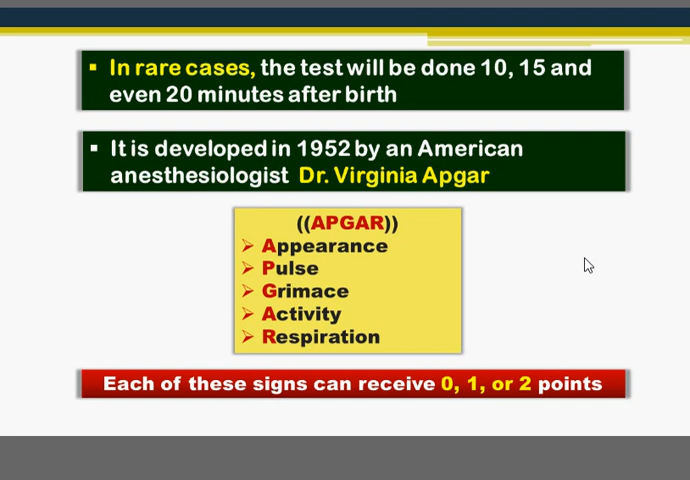 ▪ In rare cases, the test will be done 10, 15 and
even 20 minutes after birth
▪ It is developed in 1952 by an American
anesthesiologist Dr. Virginia Apgar
((APGAR))
➢ Appearance
➢ Pulse
➢ Grimace
➢ Activity
➢ Respiration
Each of these signs can receive 0, 1, or 2 points